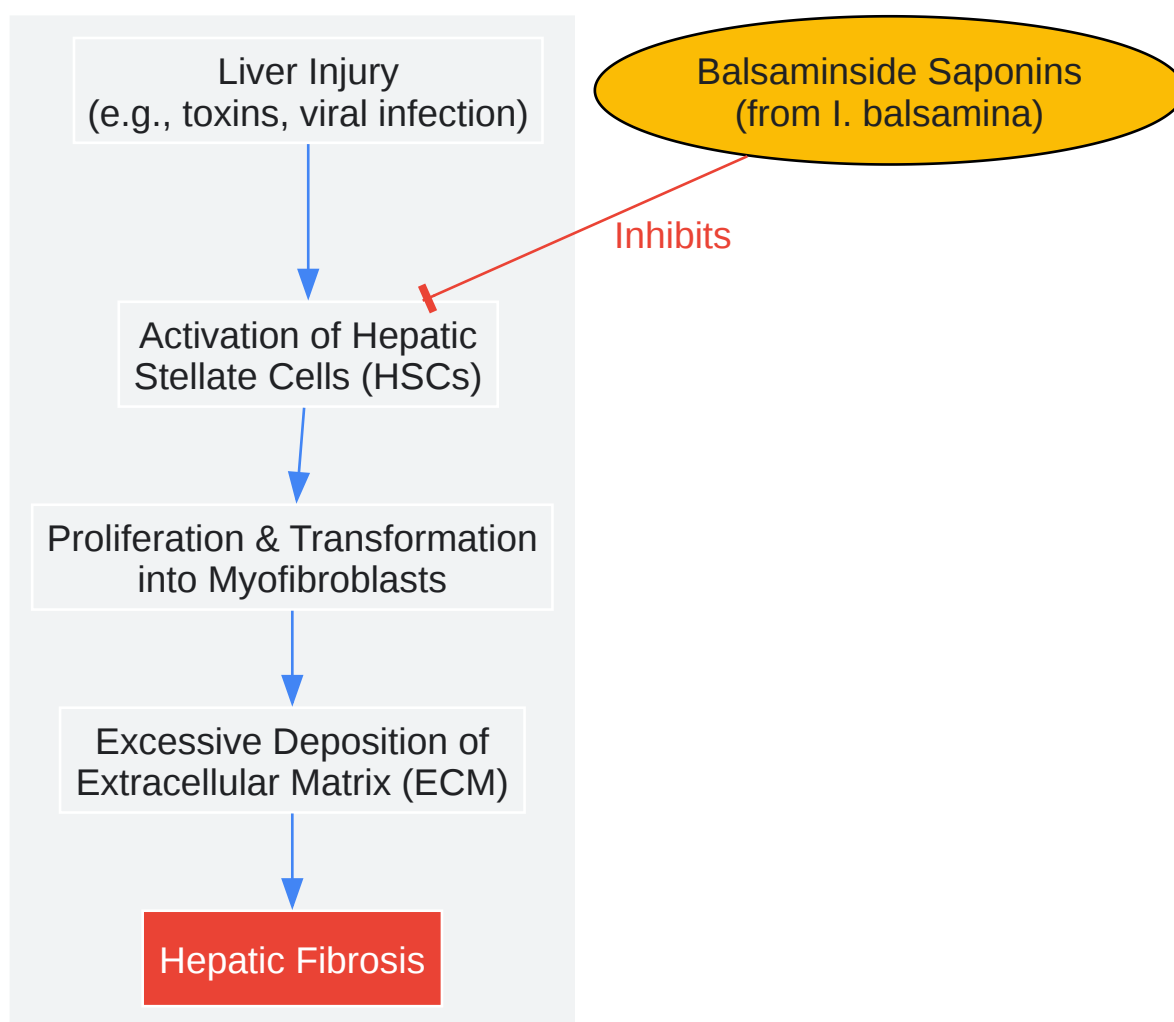 Liver Injury
(e.g., toxins, viral infection)
Balsaminside Saponins
(from I. balsamina)
Inhibits
Activation of Hepatic
Stellate Cells (HSCs)
Proliferation & Transformation
into Myofibroblasts
Excessive Deposition of
Extracellular Matrix (ECM)
Hepatic Fibrosis